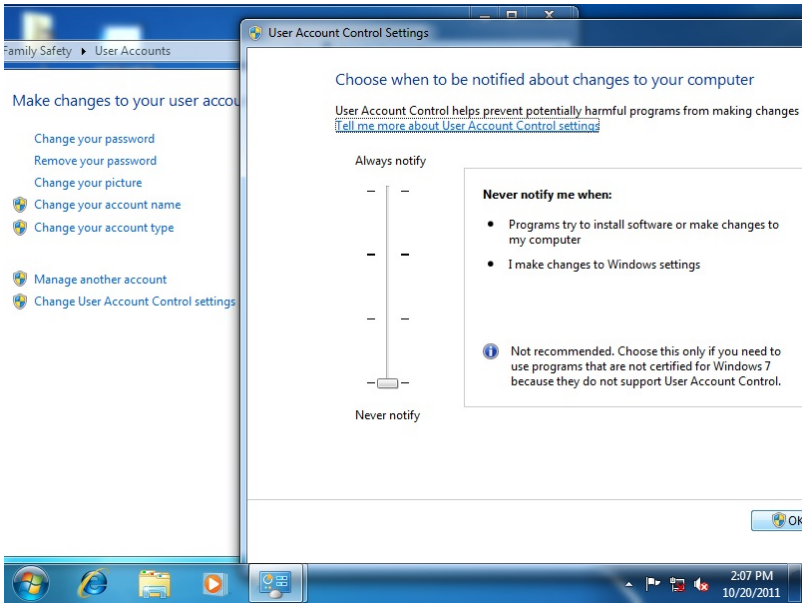 Family Safety ▸ User Accounts
Make changes to your user accou
Change your password
Remove your password
Change your picture
Change your account name
Change your account type
Manage another account
Change User Account Control settings
User Account Control Settings
Choose when to be notified about changes to your computer
User Account Control helps prevent potentially harmful programs from making changes
Tell me more about User Account Control settings
Always notify
Never notify me when:
• Programs try to install software or make changes to
my computer
• I make changes to Windows settings
Not recommended. Choose this only if you need to
use programs that are not certified for Windows 7
because they do not support User Account Control.
Never notify
OK
2:07 PM
10/20/2011